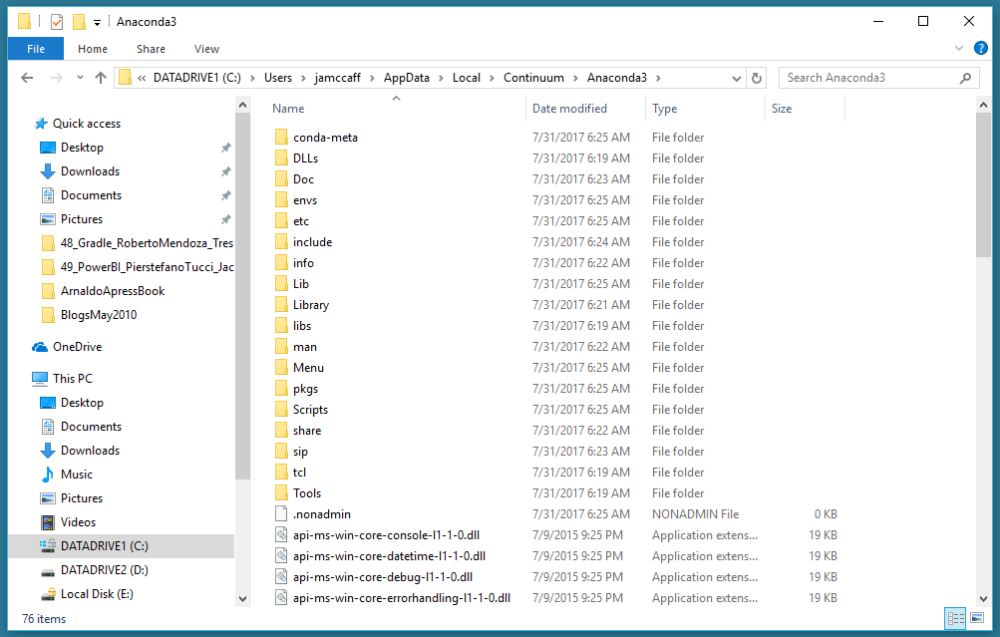 Anaconda3
File Home Share View
« DATADRIVE1 (C:) > Users > jamccaff > AppData > Local > Continuum > Anaconda3 >
Search Anaconda3
Quick access
Desktop
Downloads
Documents
Pictures
48_Gradle_RobertoMendoza_Tres
49_PowerBI_PierstefanoTucci_Jac
ArnaldoApressBook
BlogsMay2010
OneDrive
This PC
Desktop
Documents
Downloads
Music
Pictures
Videos
DATADRIVE1 (C:)
DATADRIVE2 (D:)
Local Disk (E:)
Name Date modified Type Size
conda-meta 7/31/2017 6:25 AM File folder
DLLs 7/31/2017 6:19 AM File folder
Doc 7/31/2017 6:23 AM File folder
envs 7/31/2017 6:25 AM File folder
etc 7/31/2017 6:25 AM File folder
include 7/31/2017 6:24 AM File folder
info 7/31/2017 6:22 AM File folder
Lib 7/31/2017 6:25 AM File folder
Library 7/31/2017 6:21 AM File folder
libs 7/31/2017 6:19 AM File folder
man 7/31/2017 6:22 AM File folder
Menu 7/31/2017 6:25 AM File folder
pkgs 7/31/2017 6:25 AM File folder
Scripts 7/31/2017 6:25 AM File folder
share 7/31/2017 6:22 AM File folder
sip 7/31/2017 6:23 AM File folder
tcl 7/31/2017 6:19 AM File folder
Tools 7/31/2017 6:19 AM File folder
.nonadmin 7/31/2017 6:25 AM NONADMIN File 0 KB
api-ms-win-core-console-l1-1-0.dll 7/9/2015 9:25 PM Application extens... 19 KB
api-ms-win-core-datetime-l1-1-0.dll 7/9/2015 9:25 PM Application extens... 19 KB
api-ms-win-core-debug-l1-1-0.dll 7/9/2015 9:25 PM Application extens... 19 KB
api-ms-win-core-errorhandling-l1-1-0.dll 7/9/2015 9:25 PM Application extens... 19 KB
76 items